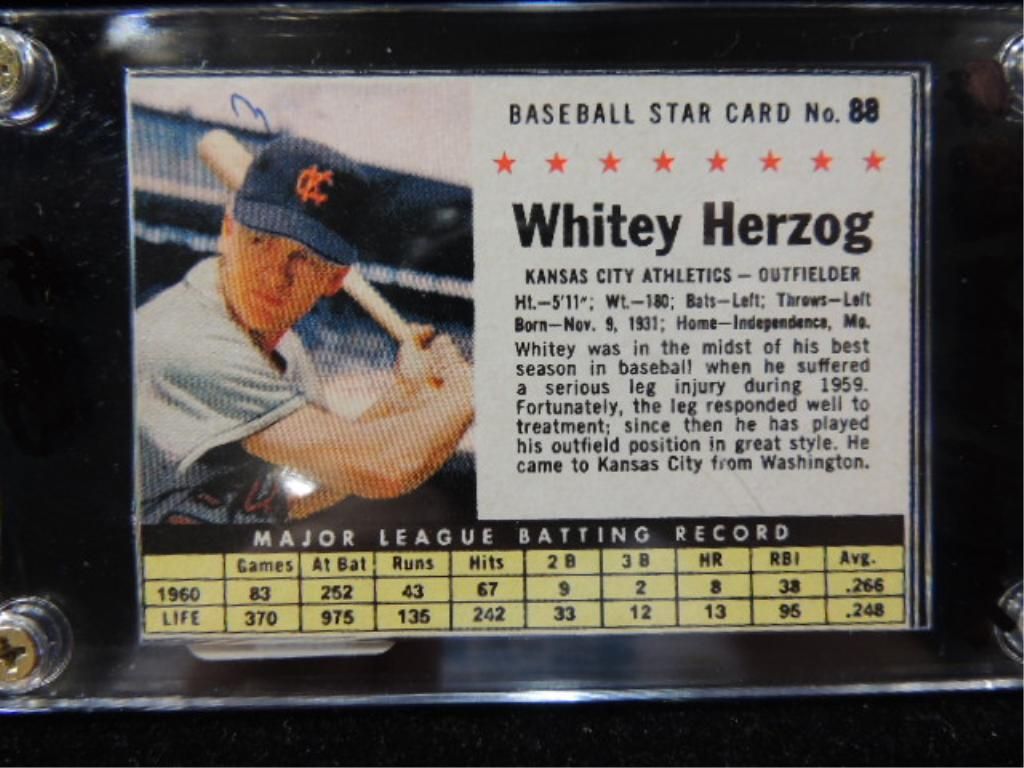 BASEBALL STAR CARD No. 88
KC
Whitey Herzog
KANSAS CITY ATHLETICS — OUTFIELDER
Ht.—5'11"; Wt.—180; Bats—Left; Throws—Left
Born—Nov. 9, 1931; Home—Independence, Mo.
Whitey was in the midst of his best
season in baseball when he suffered
a serious leg injury during 1959.
Fortunately, the leg responded well to
treatment; since then he has played
his outfield position in great style. He
came to Kansas City from Washington.
MAJOR LEAGUE BATTING RECORD
Games At Bat Runs Hits 2 B 3 B HR RBI Avg.
1960 83 252 43 67 9 2 8 38 .266
LIFE 370 975 135 242 33 12 13 95 .248